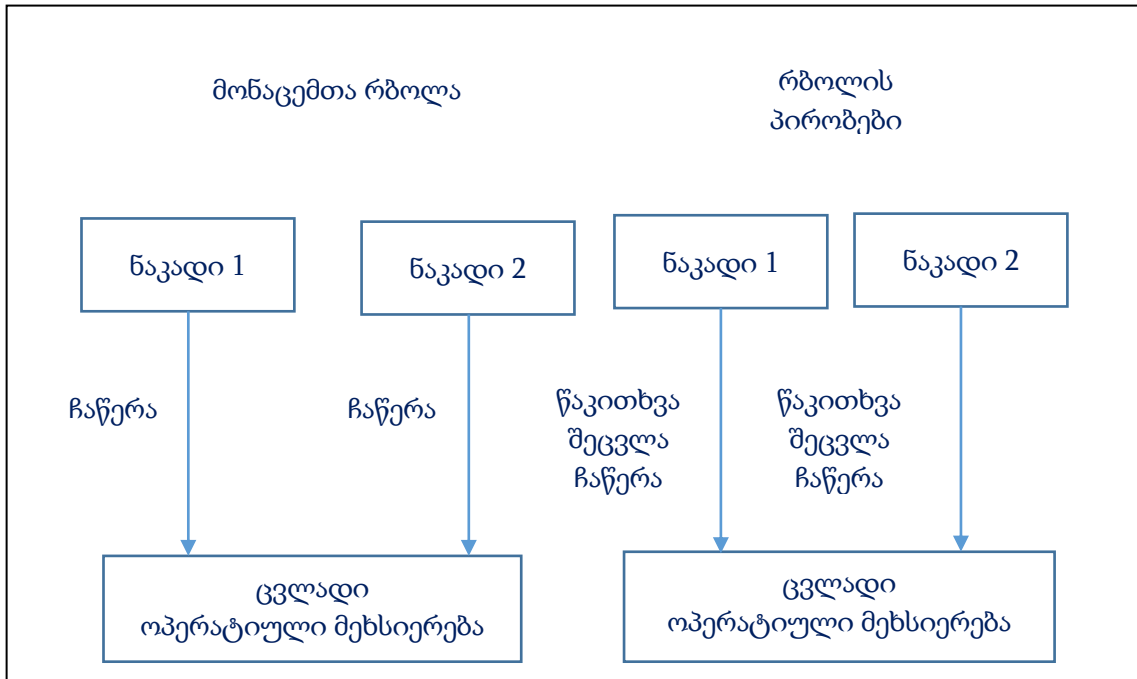 მონაცემთა რბოლა
რბოლის
პირობები
ნაკადი 1
ნაკადი 2
ნაკადი 1
ნაკადი 2
ჩაწერა
ჩაწერა
წაკითხვა
შეცვლა
ჩაწერა
წაკითხვა
შეცვლა
ჩაწერა
ცვლადი
ოპერატიული მეხსიერება
ცვლადი
ოპერატიული მეხსიერება